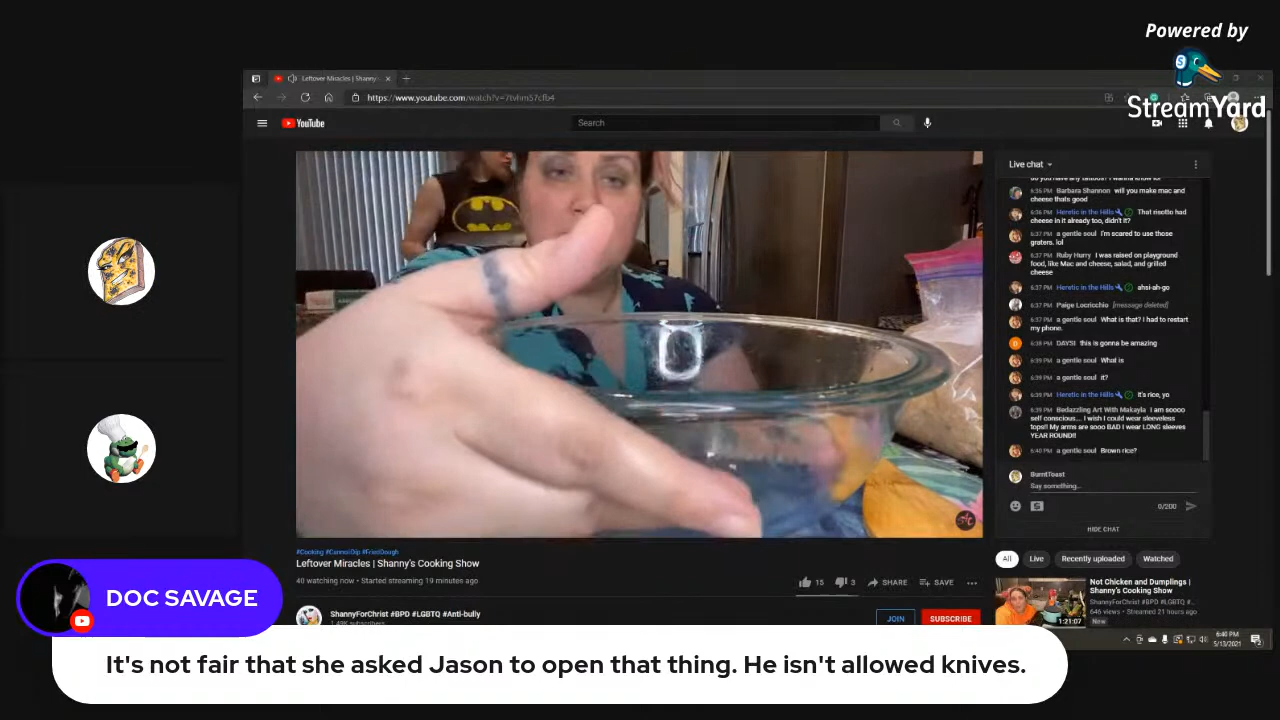 Powered by
StreamYard
Leftover Miracles | Shanny'
https://www.youtube.com/watch?v=7tvhm57cfb4
YouTube
Search
Live chat
6:35 PM Barbara Shannon will you make mac and
cheese thats good
6:36 PM Heretic in the Hills That risotto had
cheese in it already too, didn't it?
6:37 PM a gentle soul I'm scared to use those
graters. lol
6:37 PM Ruby Hurry I was raised on playground
food, like Mac and cheese, salad, and grilled
cheese
6:37 PM Heretic in the Hills ahsi-ah-go
6:37 PM Paige Locricchio [message deleted]
6:37 PM a gentle soul What is that? I had to restart
my phone.
6:38 PM DAYSI this is gonna be amazing
6:39 PM a gentle soul What is
6:39 PM a gentle soul it?
6:39 PM Heretic in the Hills It's rice, yo
6:39 PM Bedazzling Art With Makayla I am soooo
self conscious... I wish I could wear sleeveless
tops!! My arms are sooo BAD I wear LONG sleeves
YEAR ROUND!!
6:40 PM a gentle soul Brown rice?
BurntToast
Say something...
0/200
HIDE CHAT
#Cooking #CannoliDip #FriedDough
Leftover Miracles | Shanny's Cooking Show
40 watching now • Started streaming 19 minutes ago
15
3
SHARE
SAVE
ShannyForChrist #BPD #LGBTQ #Anti-bully
JOIN
SUBSCRIBE
All
Live
Recently uploaded
Watched
Not Chicken and Dumplings |
Shanny's Cooking Show
ShannyForChrist #BPD #LGBTQ #...
646 views • Streamed 21 hours ago
New
1:21:07
6:40 PM
5/13/2021
DOC SAVAGE
It's not fair that she asked Jason to open that thing. He isn't allowed knives.